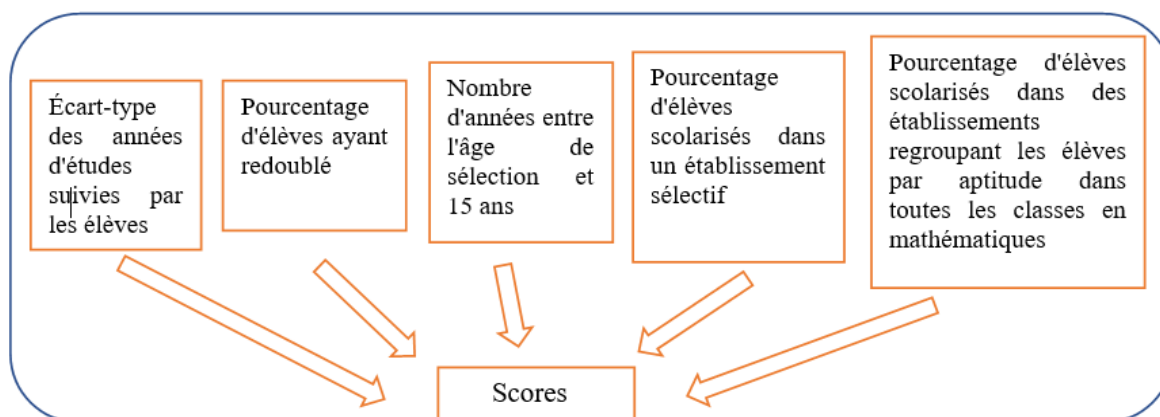 Écart-type
des années
d'études
suivies par
les élèves
Pourcentage
d'élèves ayant
redoublé
Nombre
d'années entre
l'âge de
sélection et
15 ans
Pourcentage
d'élèves
scolarisés dans
un établissement
sélectif
Pourcentage d'élèves
scolarisés dans des
établissements
regroupant les élèves
par aptitude dans
toutes les classes en
mathématiques
Scores